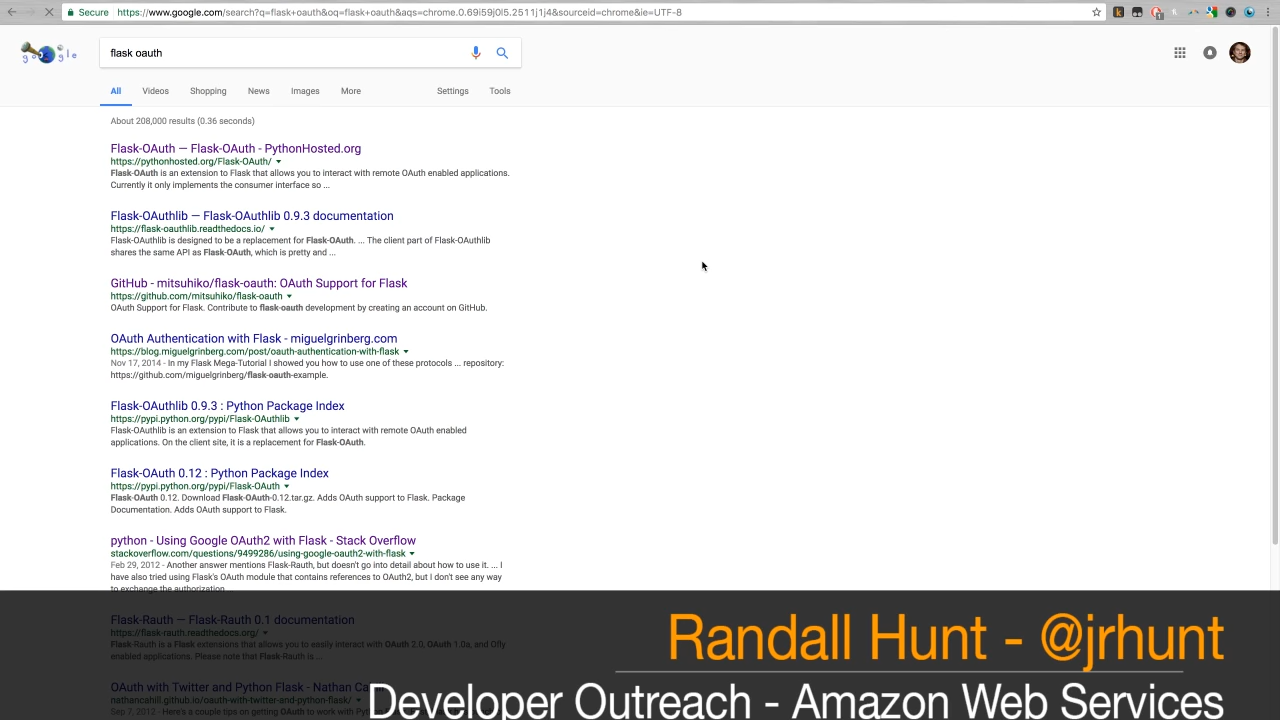 Secure https://www.google.com/search?q=flask+oauth&oq=flask+oauth&aqs=chrome.0.69i59j0l5.2511j1j4&sourceid=chrome&ie=UTF-8
flask oauth
All Videos Shopping News Images More Settings Tools
About 208,000 results (0.36 seconds)
Flask-OAuth — Flask-OAuth - PythonHosted.org
https://pythonhosted.org/Flask-OAuth/
Flask-OAuth is an extension to Flask that allows you to interact with remote OAuth enabled applications.
Currently it only implements the consumer interface so ...
Flask-OAuthlib — Flask-OAuthlib 0.9.3 documentation
https://flask-oauthlib.readthedocs.io/
Flask-OAuthlib is designed to be a replacement for Flask-OAuth. ... The client part of Flask-OAuthlib
shares the same API as Flask-OAuth, which is pretty and ...
GitHub - mitsuhiko/flask-oauth: OAuth Support for Flask
https://github.com/mitsuhiko/flask-oauth
OAuth Support for Flask. Contribute to flask-oauth development by creating an account on GitHub.
OAuth Authentication with Flask - miguelgrinberg.com
https://blog.miguelgrinberg.com/post/oauth-authentication-with-flask
Nov 17, 2014 - In my Flask Mega-Tutorial I showed you how to use one of these protocols ... repository:
https://github.com/miguelgrinberg/flask-oauth-example.
Flask-OAuthlib 0.9.3 : Python Package Index
https://pypi.python.org/pypi/Flask-OAuthlib
Flask-OAuthlib is an extension to Flask that allows you to interact with remote OAuth enabled
applications. On the client site, it is a replacement for Flask-OAuth.
Flask-OAuth 0.12 : Python Package Index
https://pypi.python.org/pypi/Flask-OAuth
Flask-OAuth 0.12. Download Flask-OAuth-0.12.tar.gz. Adds OAuth support to Flask. Package
Documentation. Adds OAuth support to Flask.
python - Using Google OAuth2 with Flask - Stack Overflow
stackoverflow.com/questions/9499286/using-google-oauth2-with-flask
Feb 29, 2012 - Another answer mentions Flask-Rauth, but doesn't go into detail about how to use it. ... I
have also tried using Flask's OAuth module that contains references to OAuth2, but I don't see any way
to exchange the authorization ...
Flask-Rauth — Flask-Rauth 0.1 documentation
https://flask-rauth.readthedocs.org/
Flask-Rauth is a Flask extensions that allows you to easily interact with OAuth 2.0, OAuth 1.0a, and Ofly
enabled applications. Please note that Flask-Rauth is ...
OAuth with Twitter and Python Flask - Nathan
nathancahill.github.io/oauth-with-twitter-and-python-flask/
Sep 7, 2012 - Here's a couple tips on getting OAuth to work with
Randall Hunt - @jrhunt
Developer Outreach - Amazon Web Services